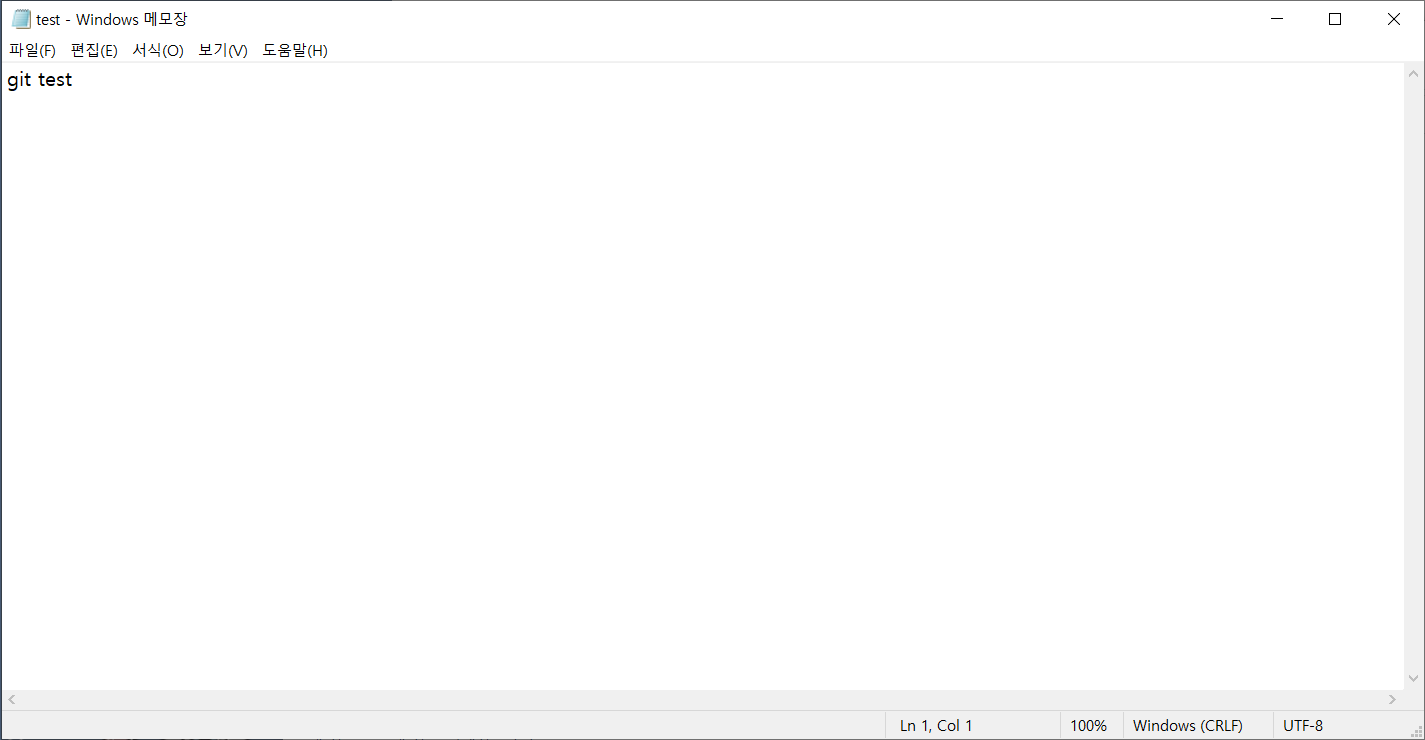 test - Windows 메모장
파일(F) 편집(E) 서식(O) 보기(V) 도움말(H)
git test
Ln 1, Col 1 100% Windows (CRLF) UTF-8